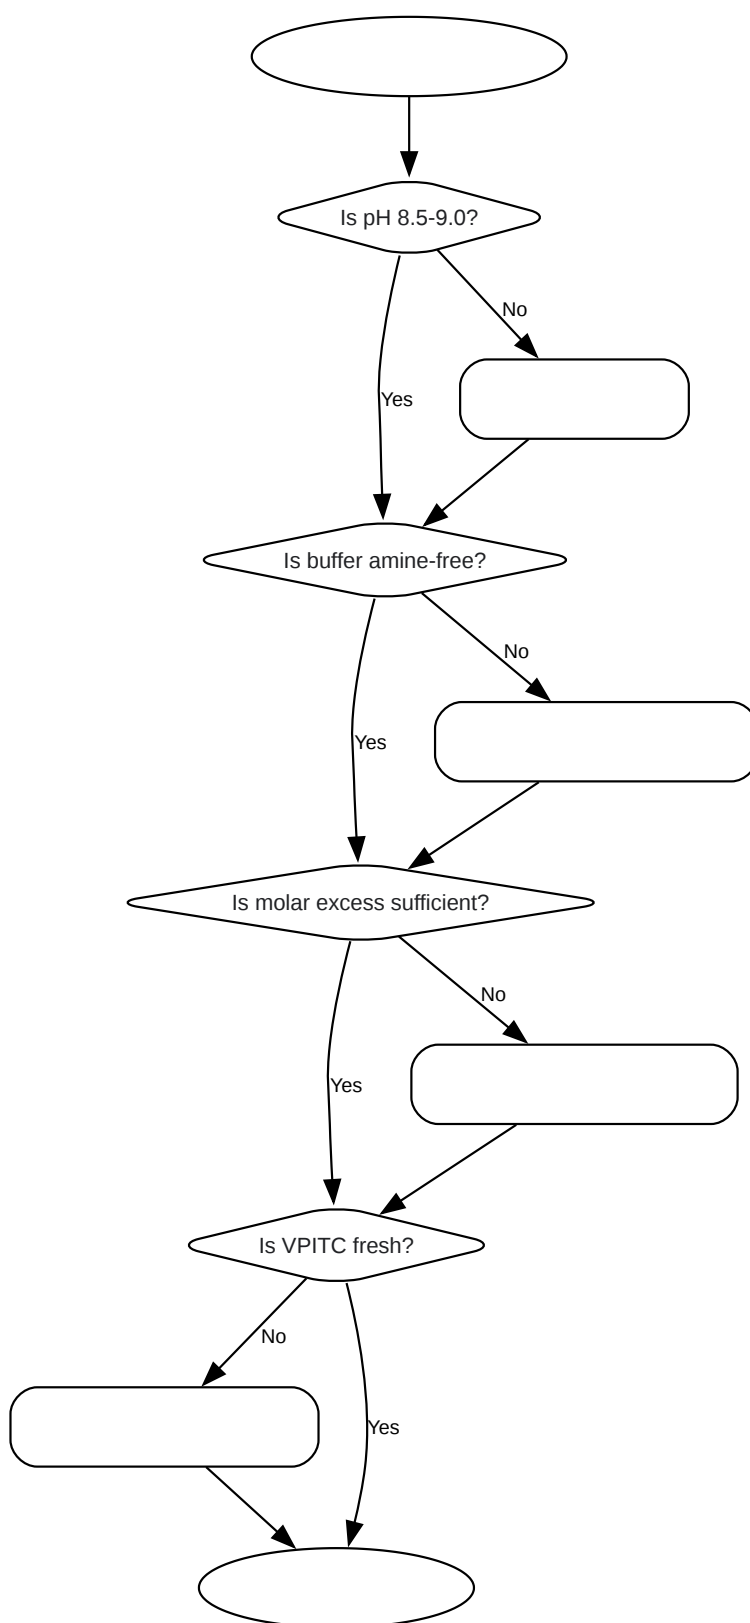 Is pH 8.5-9.0?
No
Yes
Is buffer amine-free?
No
Yes
Is molar excess sufficient?
No
Yes
Is VPITC fresh?
No
Yes